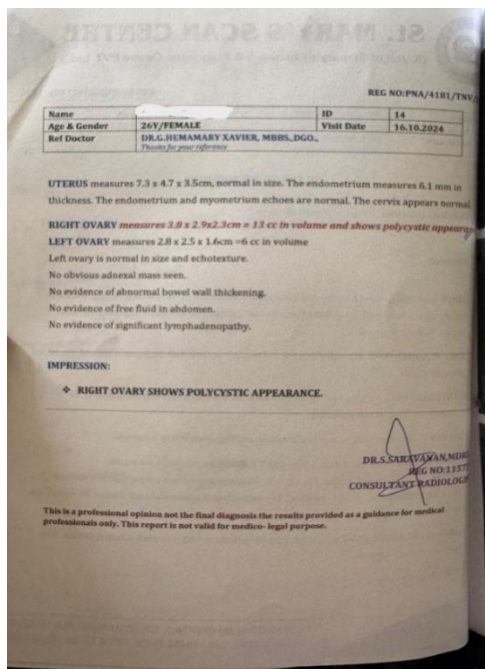 REG NO:PNA/4181/TNV/
Name
ID 14
Age & Gender 26Y/FEMALE Visit Date 16.10.2024
Ref Doctor DR.G.HEMAMARY XAVIER, MBBS.,DGO.,
Thanks for your reference
UTERUS measures 7.3 x 4.7 x 3.5cm, normal in size. The endometrium measures 6.1 mm in
thickness. The endometrium and myometrium echoes are normal. The cervix appears normal.
RIGHT OVARY measures 3.8 x 2.9x2.3cm = 13 cc in volume and shows polycystic appearan
LEFT OVARY measures 2.8 x 2.5 x 1.6cm =6 cc in volume
Left ovary is normal in size and echotexture.
No obvious adnexal mass seen.
No evidence of abnormal bowel wall thickening.
No evidence of free fluid in abdomen.
No evidence of significant lymphadenopathy.
IMPRESSION:
❖ RIGHT OVARY SHOWS POLYCYSTIC APPEARANCE.
DR.S.SARAVANAN,MDR
REG NO:1157
CONSULTANT RADIOLOGI
This is a professional opinion not the final diagnosis the results provided as a guidance for medical
professionals only. This report is not valid for medico- legal purpose.